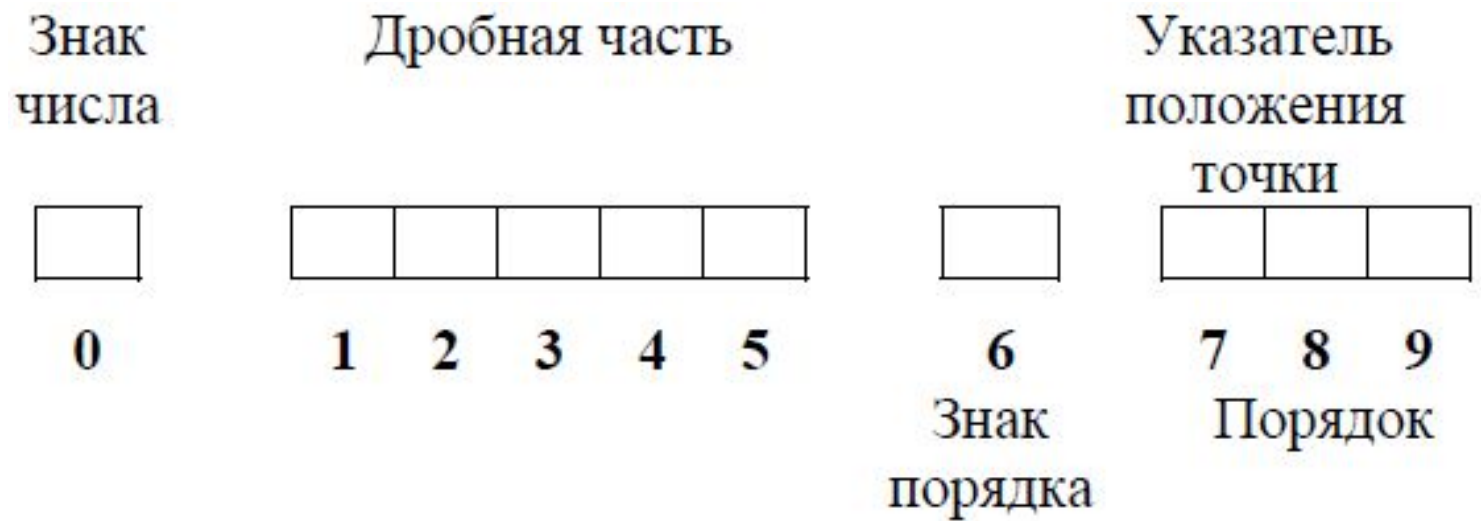 Знак
числа
Дробная часть
Указатель
положения
точки
0 1 2 3 4 5 6 7 8 9
Знак
порядка
Порядок